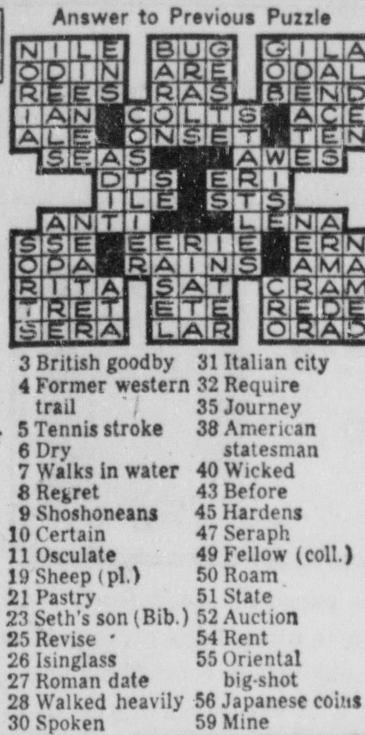 Answer to Previous Puzzle
NILE BUG GILA
ODIN ARE ODAL
REES RAS BEND
IAN COLTS ACE
ALE ONSET TEN
SEAS AWES
DTS ERI
ILE STS
ANTI LENA
SSE EERIE ERN
OPA RAINS AMA
RITA SAT CRAM
TRET ETE REDE
SERA LAR ORAD
3 British goodby
4 Former western
trail
5 Tennis stroke
6 Dry
7 Walks in water
8 Regret
9 Shoshoneans
10 Certain
11 Osculate
19 Sheep (pl.)
21 Pastry
23 Seth's son (Bib.)
25 Revise
26 Isinglass
27 Roman date
28 Walked heavily
30 Spoken
31 Italian city
32 Require
35 Journey
38 American
statesman
40 Wicked
43 Before
45 Hardens
47 Seraph
49 Fellow (coll.)
50 Roam
51 State
52 Auction
54 Rent
55 Oriental
big-shot
56 Japanese coins
59 Mine